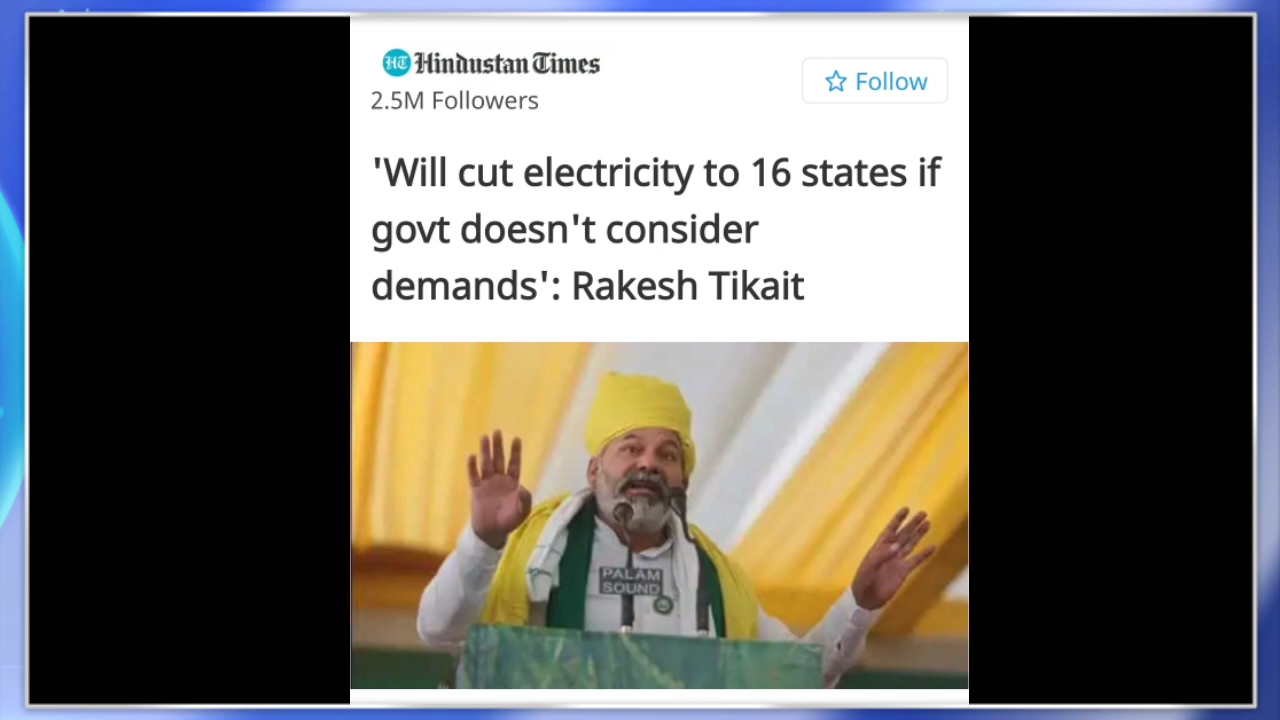 HT Hindustan Times
2.5M Followers
☆ Follow
'Will cut electricity to 16 states if
govt doesn't consider
demands': Rakesh Tikait
PALAM
SOUND